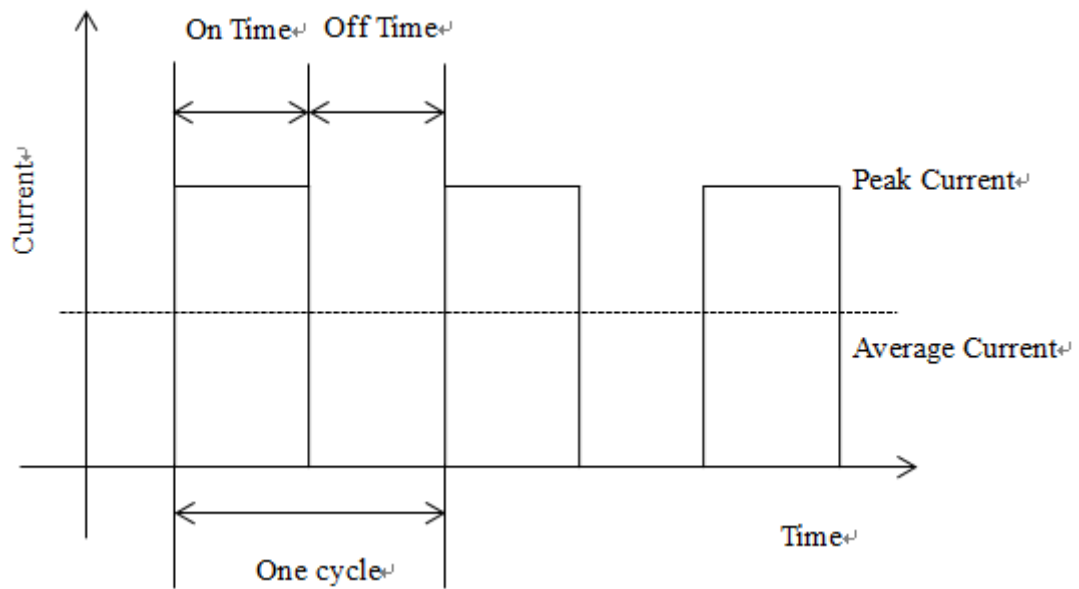 On Time↵ Off Time↵
Current↵
Peak Current↵
Average Current↵
Time↵
One cycle↵